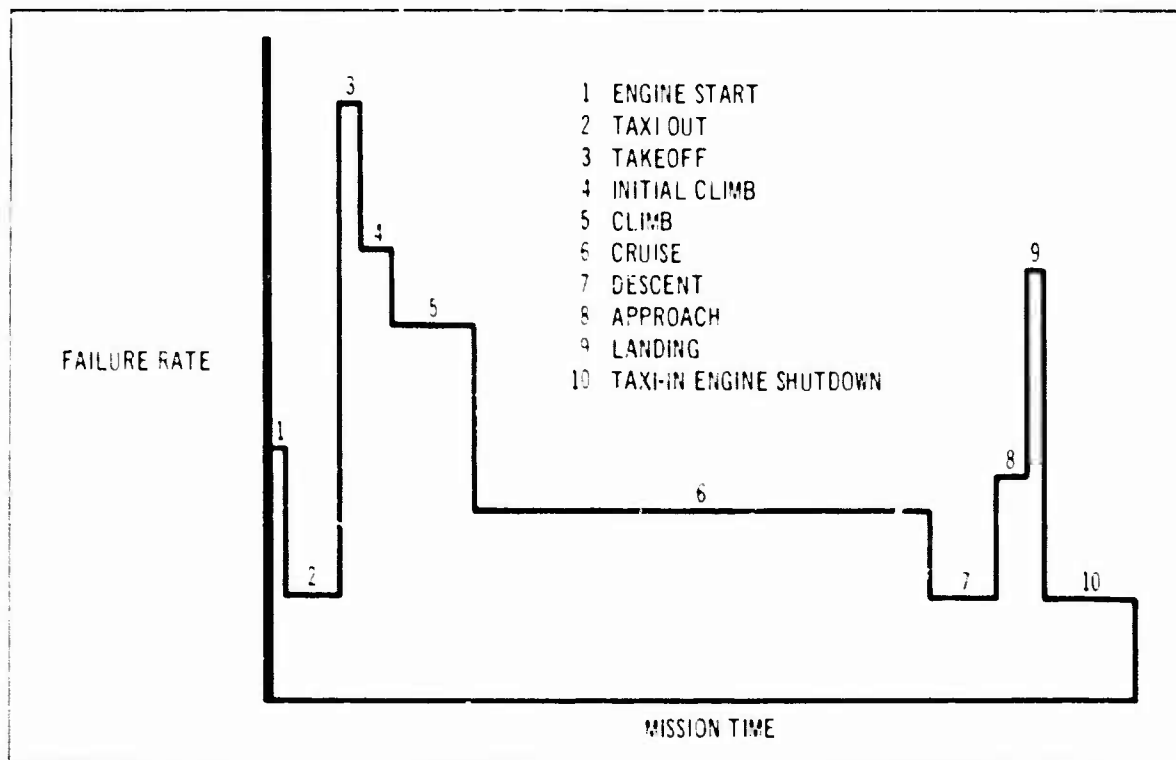 3
1 ENGINE START
2 TAXI OUT
3 TAKEOFF
4 INITIAL CLIMB
5 CLIMB
6 CRUISE
7 DESCENT
8 APPROACH
9 LANDING
10 TAXI-IN ENGINE SHUTDOWN
4
9
5
FAILURE RATE
1
8
6
2
7
10
MISSION TIME